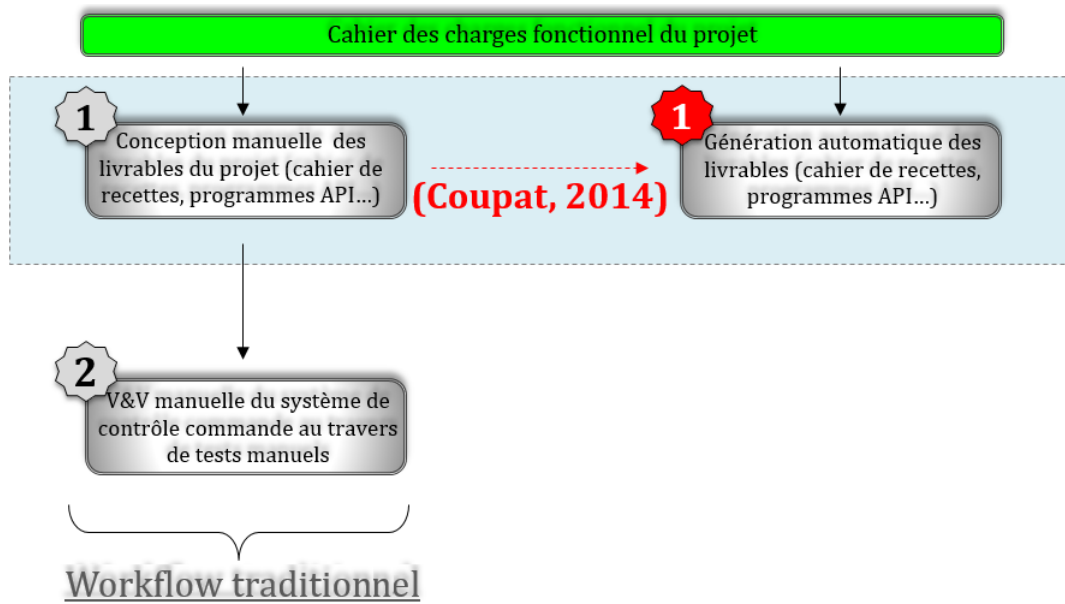 Cahier des charges fonctionnel du projet
1
Conception manuelle des
livrables du projet (cahier de
recettes, programmes API...)
(Coupat, 2014)
1
Génération automatique des
livrables (cahier de recettes,
programmes API...)
2
V&V manuelle du système de
contrôle commande au travers
de tests manuels
Workflow traditionnel